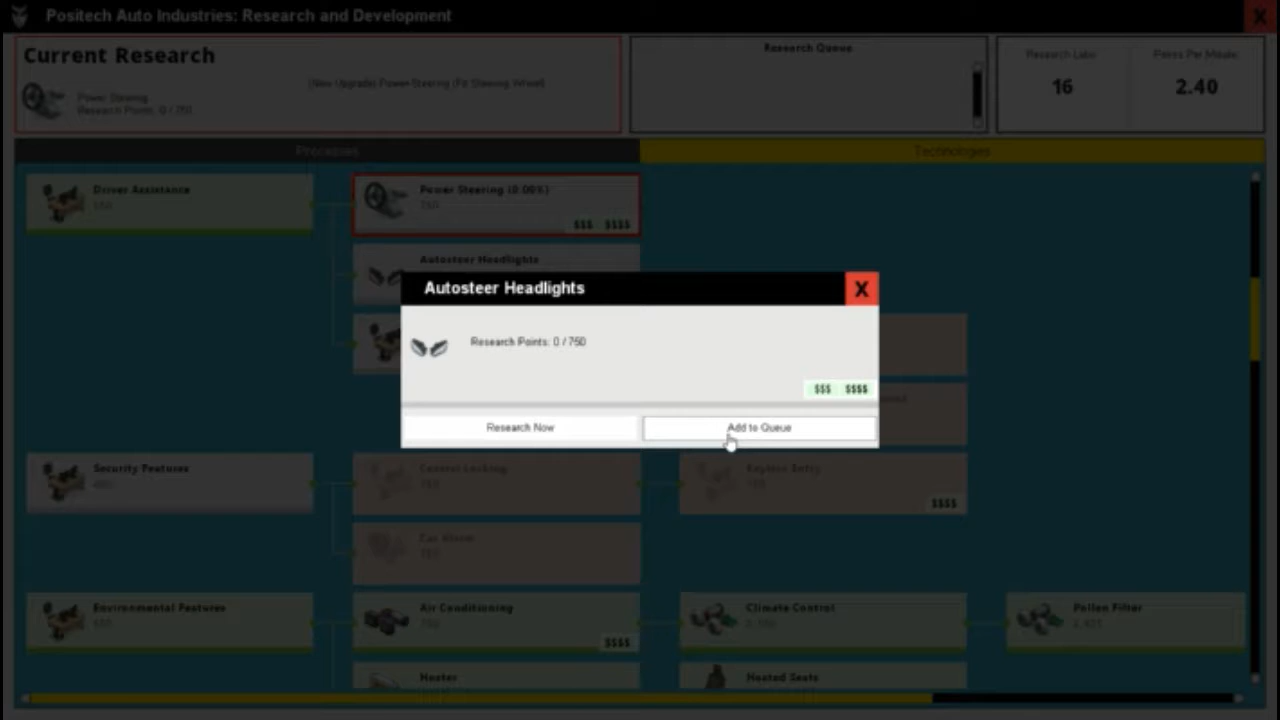 Positech Auto Industries: Research and Development
X
Current Research
(New Upgrade) Power Steering (Fit Steering Wheel)
Power Steering
Research Points: 0 / 750
Research Queue
Research Labs:
16
Points Per Minute:
2.40
Processes
Technologies
Driver Assistance
Power Steering (0.00%)
750
$$$ $$$$
Autosteer Headlights
Autosteer Headlights
X
Research Points: 0 / 750
$$$ $$$$
Research Now
Add to Queue
Security Features
Central Locking
Keyless Entry
$$$$
Car Alarm
Environmental Features
Air Conditioning
$$$$
Climate Control
Pollen Filter
Heater
Heated Seats